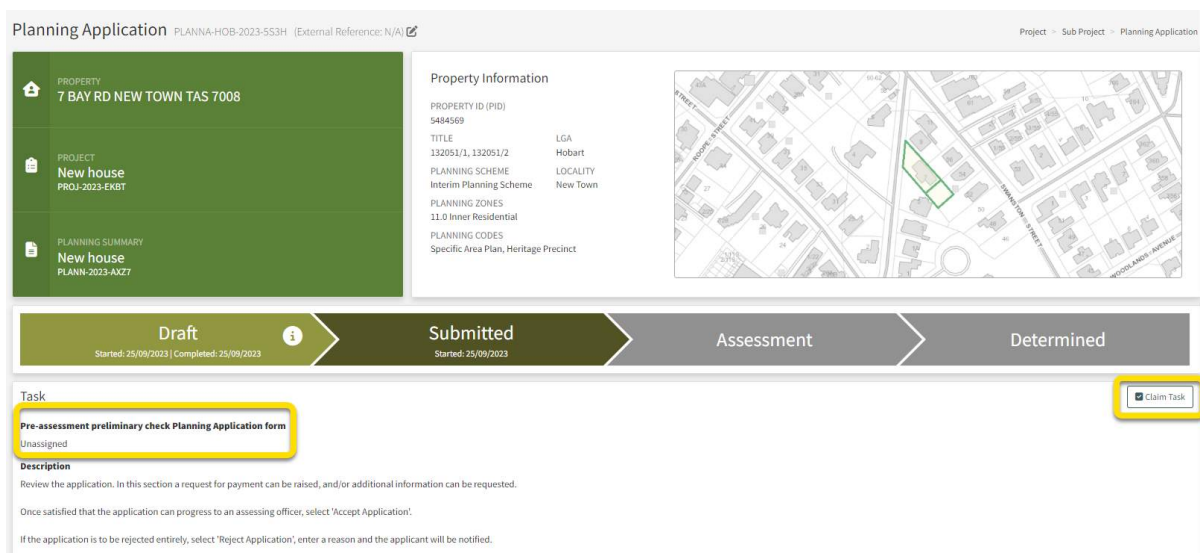 Planning Application PLANNA-HOB-2023-5S3H (External Reference: N/A)
Project > Sub Project > Planning Application
PROPERTY
7 BAY RD NEW TOWN TAS 7008
PROJECT
New house
PROJ-2023-EKBT
PLANNING SUMMARY
New house
PLANN-2023-AXZ7
Property Information
PROPERTY ID (PID)
5484569
TITLE LGA
132051/1, 132051/2 Hobart
PLANNING SCHEME LOCALITY
Interim Planning Scheme New Town
PLANNING ZONES
11.0 Inner Residential
PLANNING CODES
Specific Area Plan, Heritage Precinct
STREET
ROOPE STREET
SWANSTON STREET
WOODLANDS AVENUE
Draft
Started: 25/09/2023 | Completed: 25/09/2023
Submitted
Started: 25/09/2023
Assessment
Determined
Task
Claim Task
Pre-assessment preliminary check Planning Application form
Unassigned
Description
Review the application. In this section a request for payment can be raised, and/or additional information can be requested.
Once satisfied that the application can progress to an assessing officer, select 'Accept Application'.
If the application is to be rejected entirely, select 'Reject Application', enter a reason and the applicant will be notified.